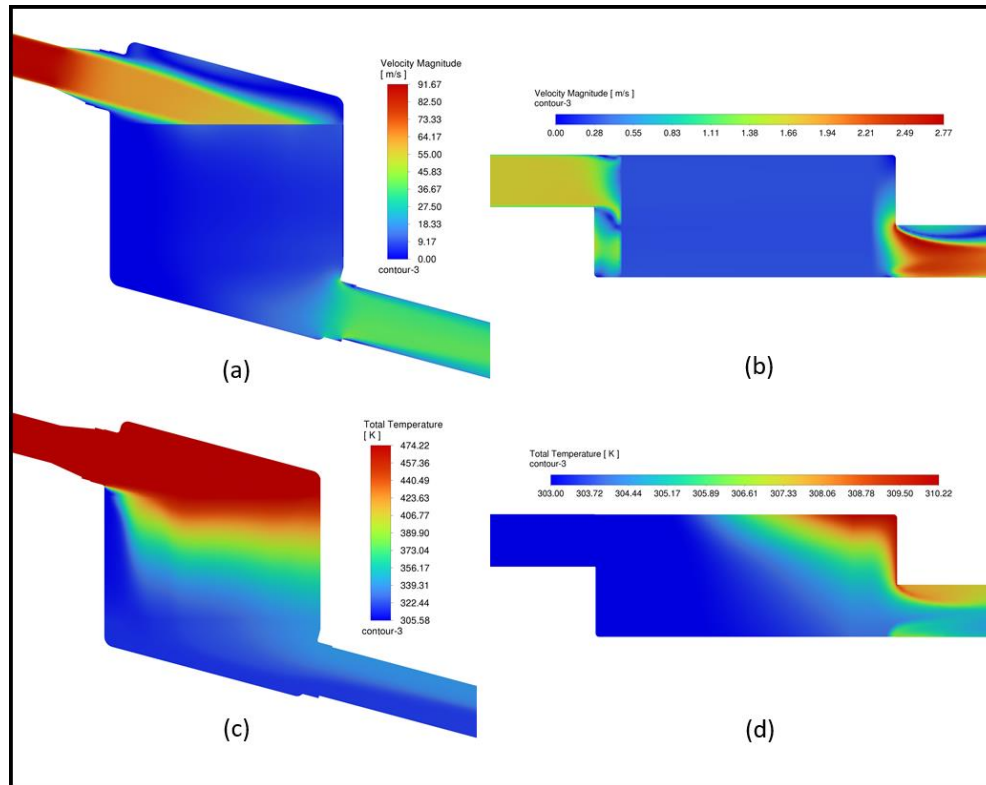 Velocity Magnitude
[ m/s ]
91.67
82.50
73.33
64.17
55.00
45.83
36.67
27.50
18.33
9.17
0.00
contour-3
(a)
Velocity Magnitude [ m/s ]
contour-3
0.00 0.28 0.55 0.83 1.11 1.38 1.66 1.94 2.21 2.49 2.77
(b)
Total Temperature
[ K ]
474.22
457.36
440.49
423.63
406.77
389.90
373.04
356.17
339.31
322.44
305.58
contour-3
(c)
Total Temperature [ K ]
contour-3
303.00 303.72 304.44 305.17 305.89 306.61 307.33 308.06 308.78 309.50 310.22
(d)